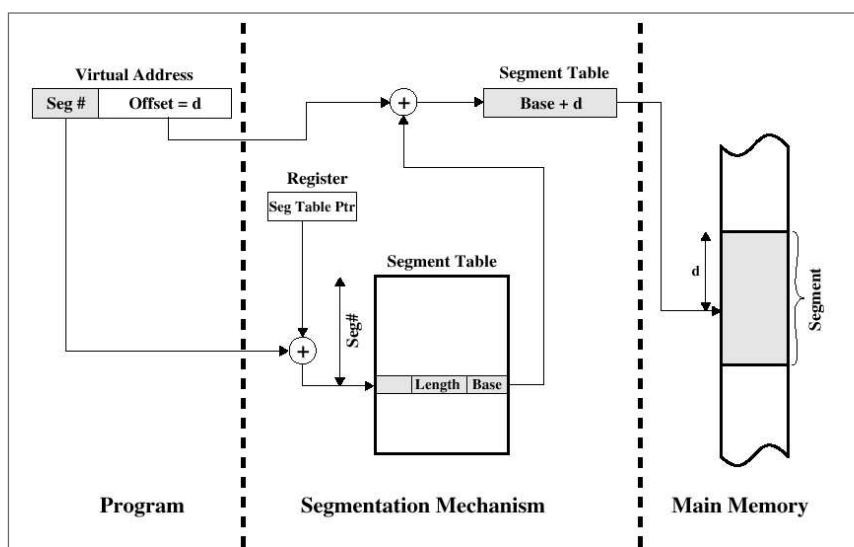 Virtual Address
Segment Table
Seg #
Offset = d
+
Base + d
Register
Seg Table Ptr
Segment Table
d
Segment
Seg#
+
Length
Base
Program
Segmentation Mechanism
Main Memory